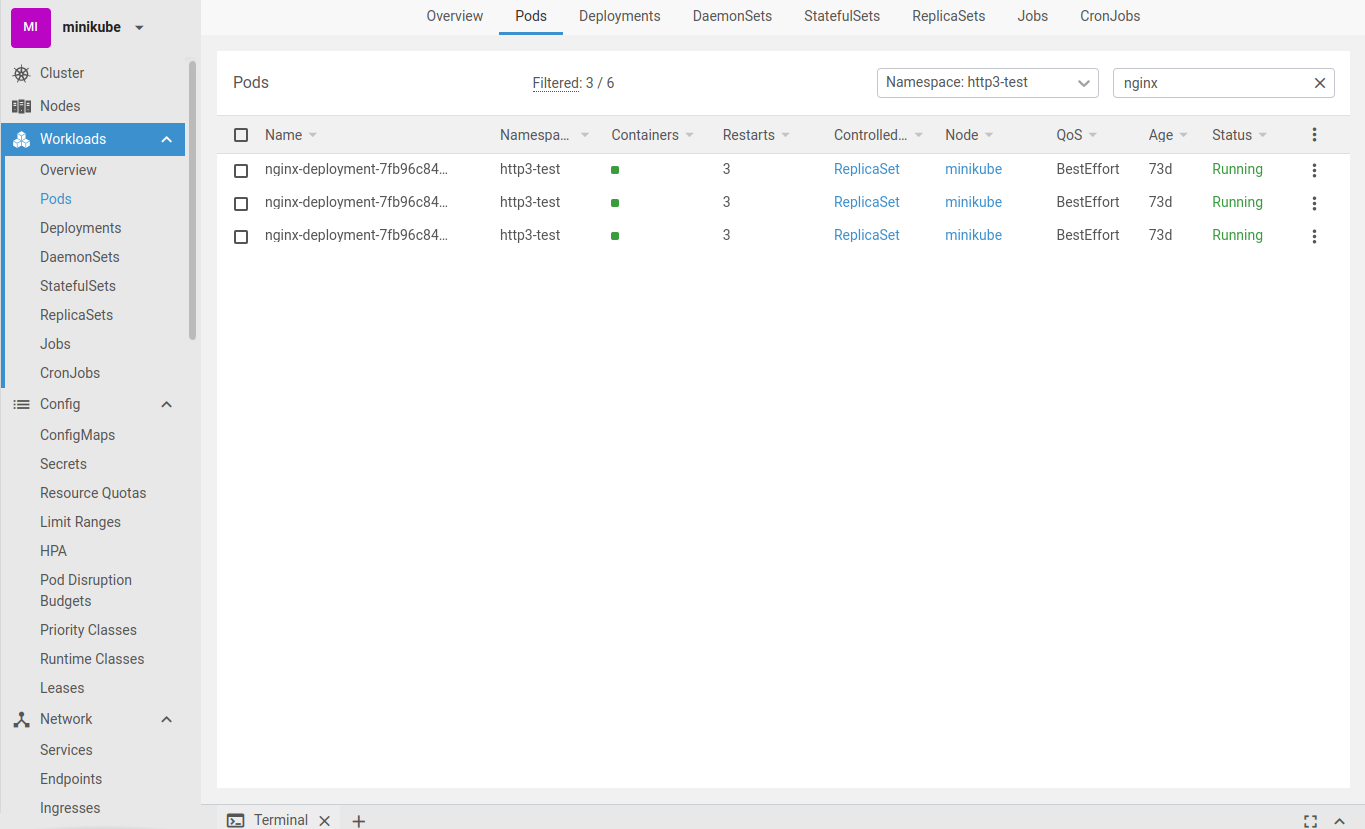 MI minikube
Cluster
Nodes
Workloads
Overview
Pods
Deployments
DaemonSets
StatefulSets
ReplicaSets
Jobs
CronJobs
Config
ConfigMaps
Secrets
Resource Quotas
Limit Ranges
HPA
Pod Disruption
Budgets
Priority Classes
Runtime Classes
Leases
Network
Services
Endpoints
Ingresses
Overview Pods Deployments DaemonSets StatefulSets ReplicaSets Jobs CronJobs
Pods Filtered: 3 / 6 Namespace: http3-test nginx
Name Namespa... Containers Restarts Controlled... Node QoS Age Status
nginx-deployment-7fb96c84... http3-test 3 ReplicaSet minikube BestEffort 73d Running
nginx-deployment-7fb96c84... http3-test 3 ReplicaSet minikube BestEffort 73d Running
nginx-deployment-7fb96c84... http3-test 3 ReplicaSet minikube BestEffort 73d Running
Terminal